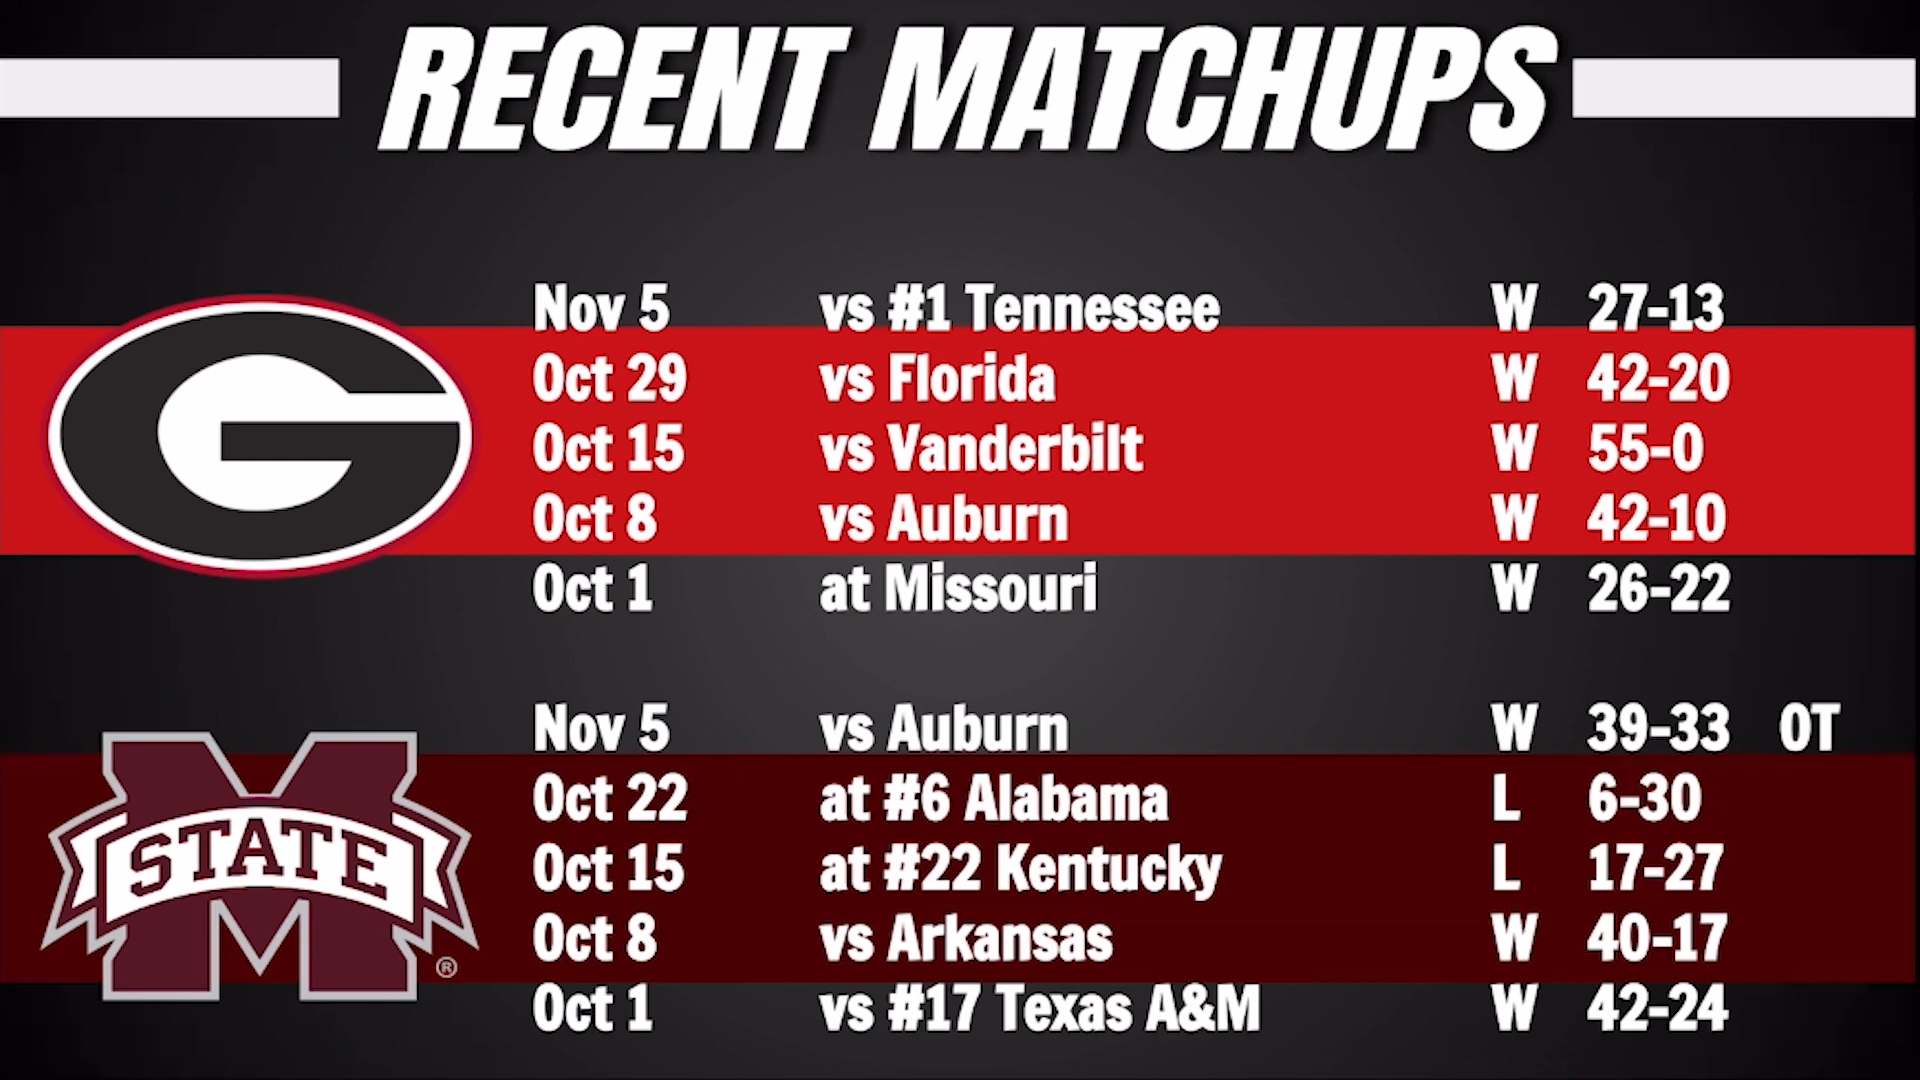 RECENT MATCHUPS
Nov 5 vs #1 Tennessee W 27-13
Oct 29 vs Florida W 42-20
Oct 15 vs Vanderbilt W 55-0
Oct 8 vs Auburn W 42-10
Oct 1 at Missouri W 26-22
G
Nov 5 vs Auburn W 39-33 OT
Oct 22 at #6 Alabama L 6-30
Oct 15 at #22 Kentucky L 17-27
Oct 8 vs Arkansas W 40-17
Oct 1 vs #17 Texas A&M W 42-24
M
STATE
®